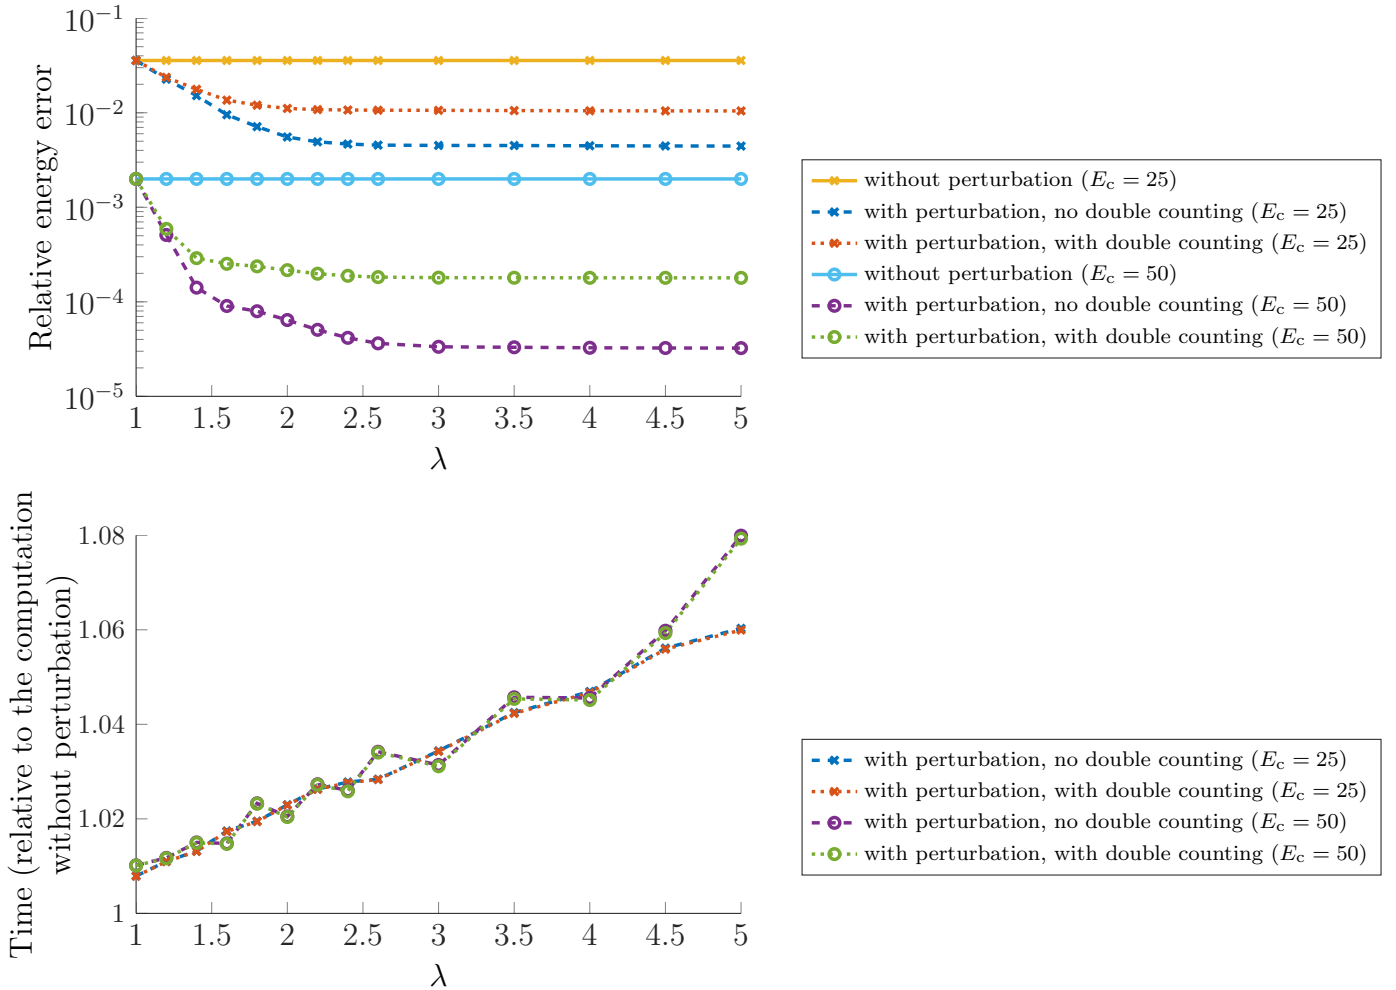 Relative energy error
10⁻¹
10⁻²
10⁻³
10⁻⁴
10⁻⁵
1 1.5 2 2.5 3 3.5 4 4.5 5
λ
without perturbation (E_c = 25)
with perturbation, no double counting (E_c = 25)
with perturbation, with double counting (E_c = 25)
without perturbation (E_c = 50)
with perturbation, no double counting (E_c = 50)
with perturbation, with double counting (E_c = 50)
Time (relative to the computation
without perturbation)
1.08
1.06
1.04
1.02
1
1 1.5 2 2.5 3 3.5 4 4.5 5
λ
with perturbation, no double counting (E_c = 25)
with perturbation, with double counting (E_c = 25)
with perturbation, no double counting (E_c = 50)
with perturbation, with double counting (E_c = 50)